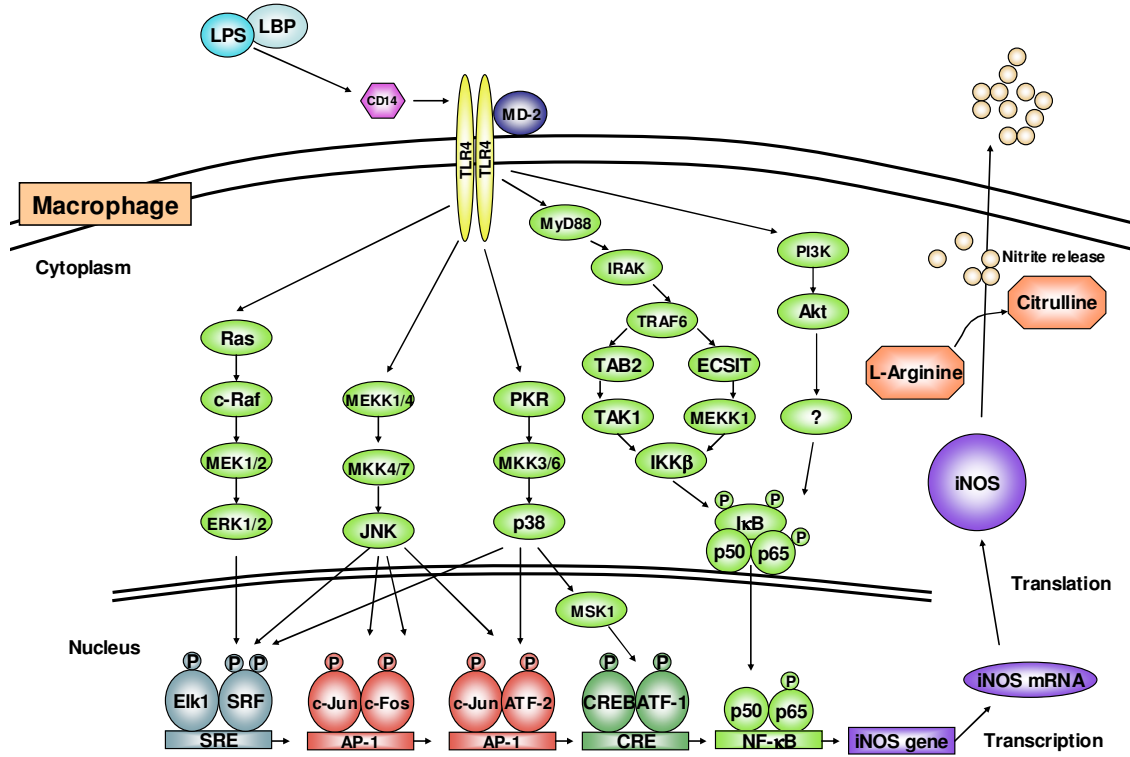 LPS
LBP
CD14
TLR4
TLR4
MD-2
Macrophage
Cytoplasm
MyD88
IRAK
TRAF6
TAB2
ECSIT
TAK1
MEKK1
IKKβ
PI3K
Akt
?
Nitrite release
Citrulline
L-Arginine
Ras
c-Raf
MEK1/2
ERK1/2
MEKK1/4
MKK4/7
JNK
PKR
MKK3/6
p38
P
P
IκB
p50
p65
P
iNOS
MSK1
Translation
Nucleus
P
P
P
Elk1
SRF
SRE
P
P
c-Jun
c-Fos
AP-1
P
P
c-Jun
ATF-2
AP-1
P
P
CREB
ATF-1
CRE
P
p50
p65
NF-κB
iNOS mRNA
iNOS gene
Transcription